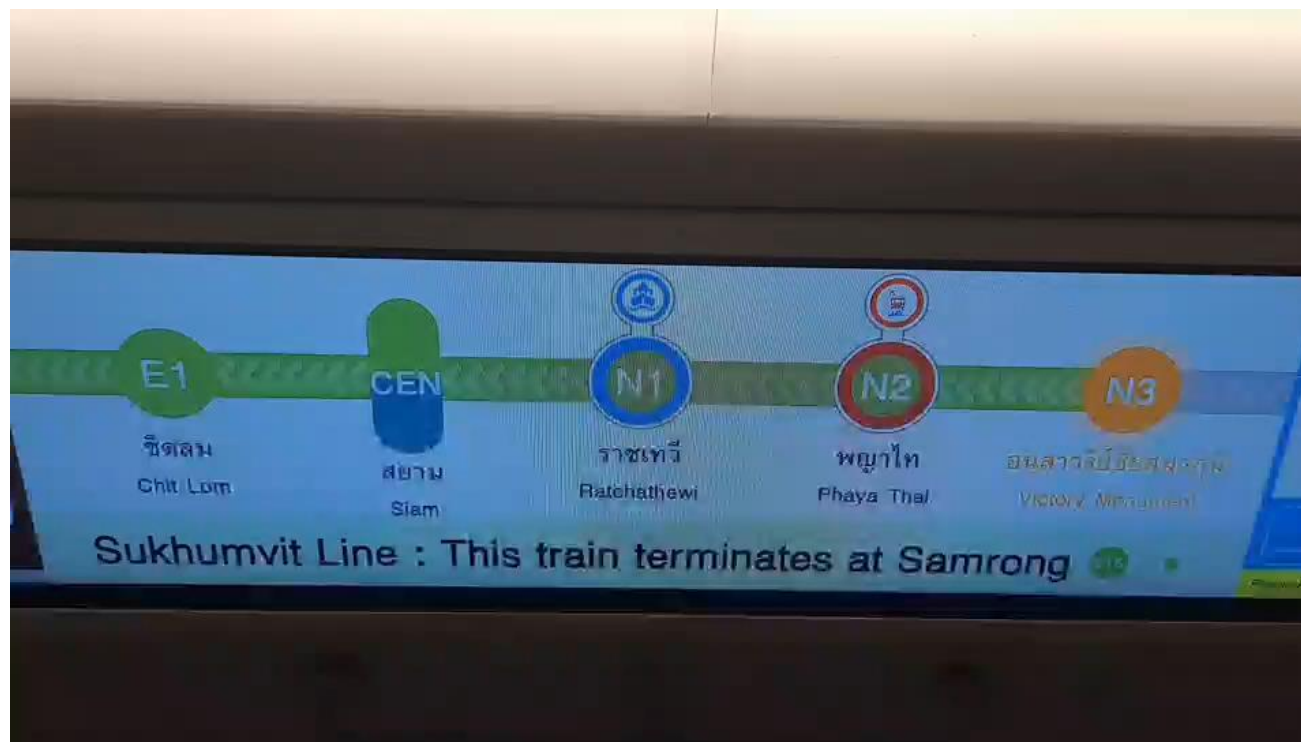 E1
CEN
N1
N2
N3
ชิดลม
สยาม
ราชเทวี
พญาไท
อนุสาวรีย์ชัยสมรภูมิ
Chit Lom
Siam
Ratchathewi
Phaya Thai
Victory Monument
Sukhumvit Line : This train terminates at Samrong